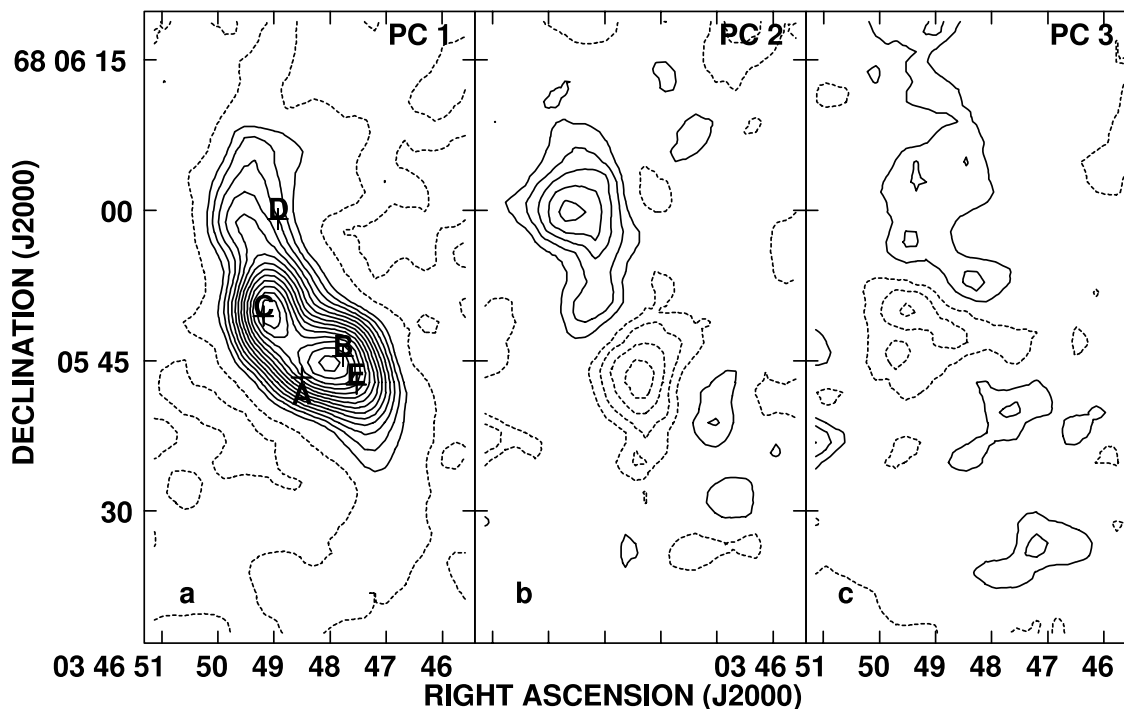 PC 1 PC 2 PC 3
68 06 15
00
05 45
30
DECLINATION (J2000)
D
C
B
E
A
a b c
03 46 51 50 49 48 47 46 03 46 51 50 49 48 47 46
RIGHT ASCENSION (J2000)